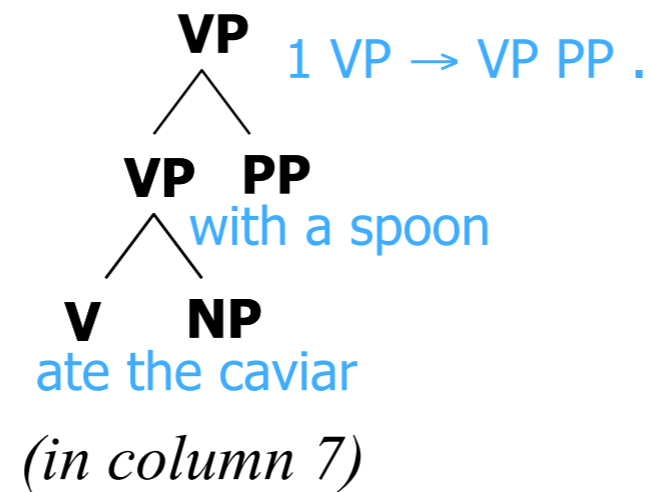 VP 1 VP → VP PP .
VP PP
with a spoon
V NP
ate the caviar
(in column 7)